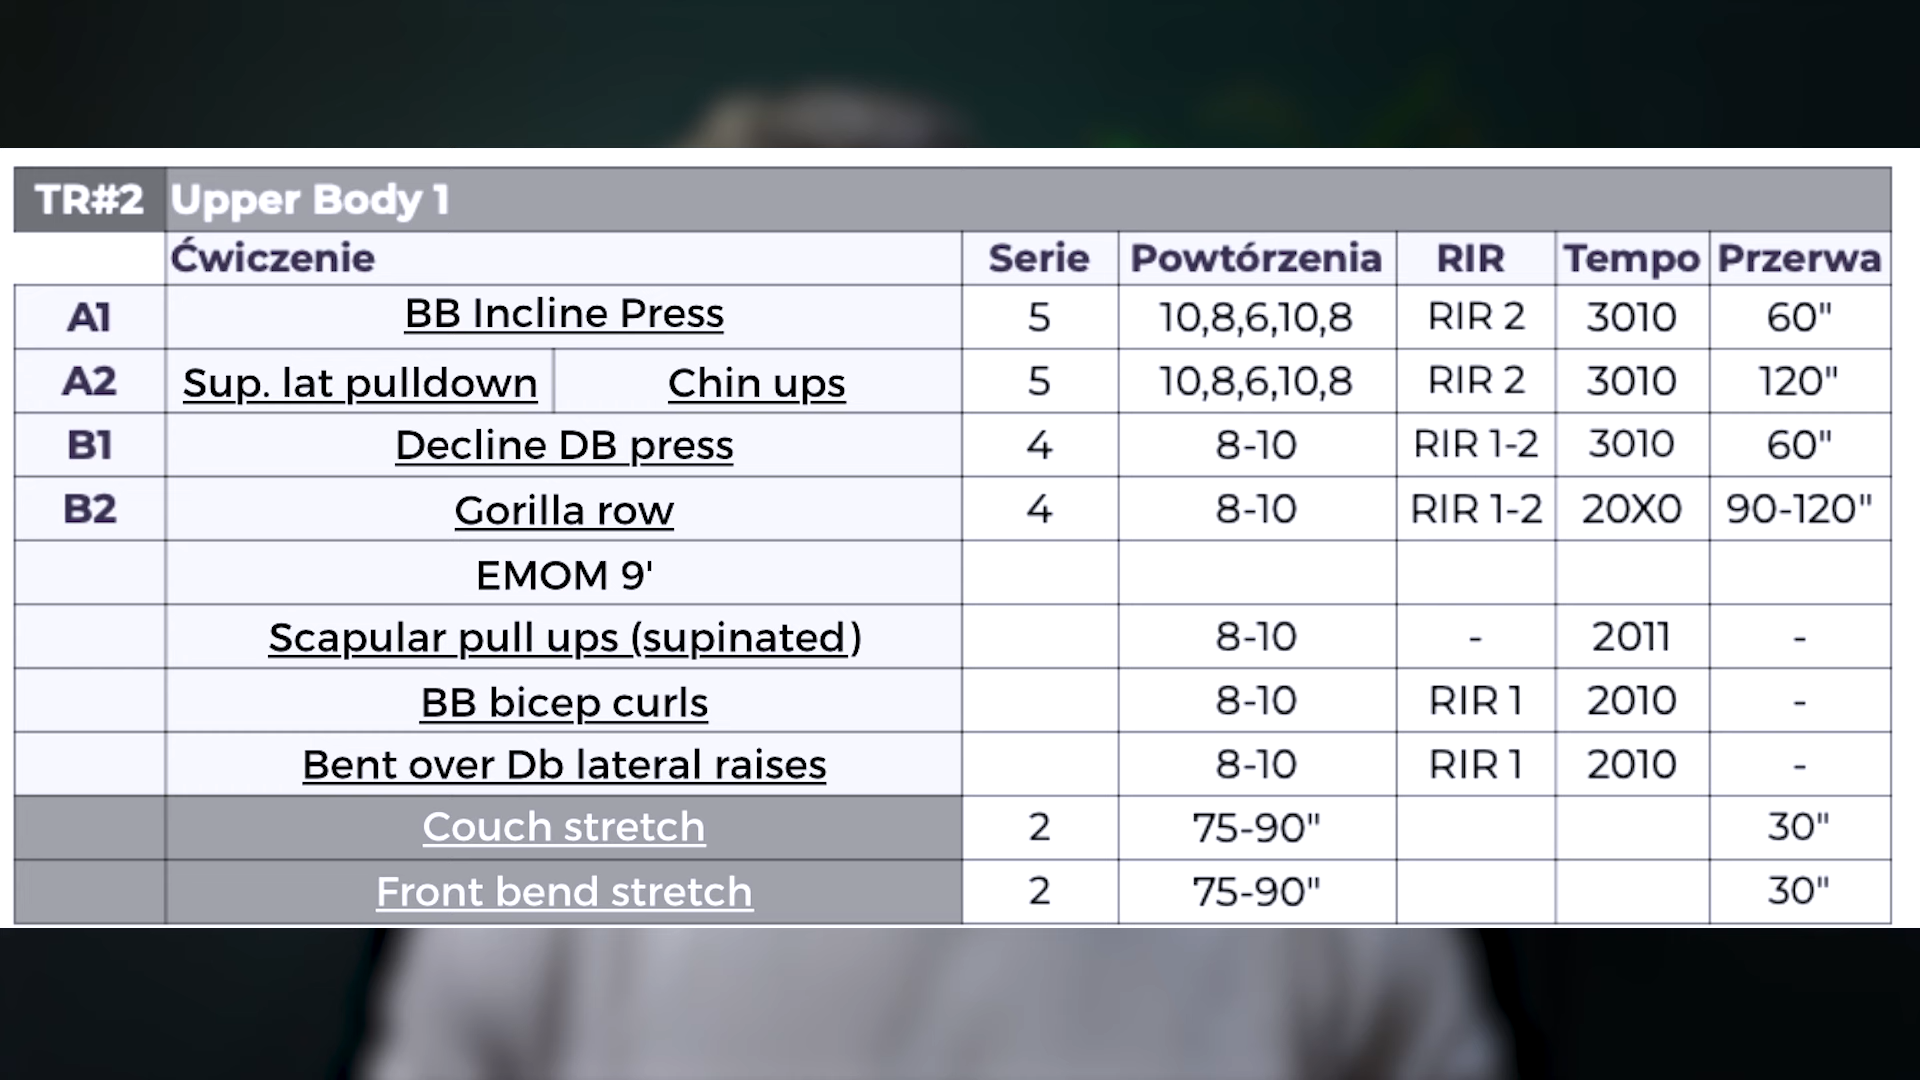 TR#2 Upper Body 1
Ćwiczenie Serie Powtórzenia RIR Tempo Przerwa
A1 BB Incline Press 5 10,8,6,10,8 RIR 2 3010 60"
A2 Sup. lat pulldown Chin ups 5 10,8,6,10,8 RIR 2 3010 120"
B1 Decline DB press 4 8-10 RIR 1-2 3010 60"
B2 Gorilla row 4 8-10 RIR 1-2 20X0 90-120"
EMOM 9'
Scapular pull ups (supinated) 8-10 - 2011 -
BB bicep curls 8-10 RIR 1 2010 -
Bent over Db lateral raises 8-10 RIR 1 2010 -
Couch stretch 2 75-90" 30"
Front bend stretch 2 75-90" 30"